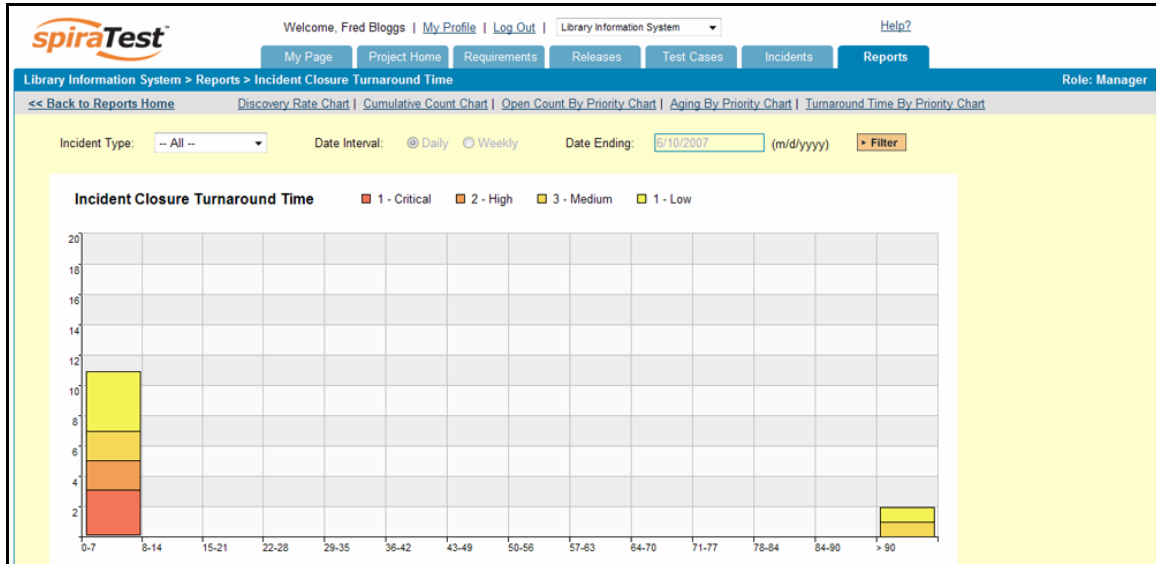 spiraTest™
Welcome, Fred Bloggs | My Profile | Log Out | Library Information System Help?
My Page Project Home Requirements Releases Test Cases Incidents Reports
Library Information System > Reports > Incident Closure Turnaround Time Role: Manager
<< Back to Reports Home Discovery Rate Chart | Cumulative Count Chart | Open Count By Priority Chart | Aging By Priority Chart | Turnaround Time By Priority Chart
Incident Type: -- All -- Date Interval: Daily Weekly Date Ending: 6/10/2007 (m/d/yyyy) Filter
Incident Closure Turnaround Time 1 - Critical 2 - High 3 - Medium 1 - Low
20
18
16
14
12
10
8
6
4
2
0-7 8-14 15-21 22-28 29-35 36-42 43-49 50-56 57-63 64-70 71-77 78-84 84-90 > 90